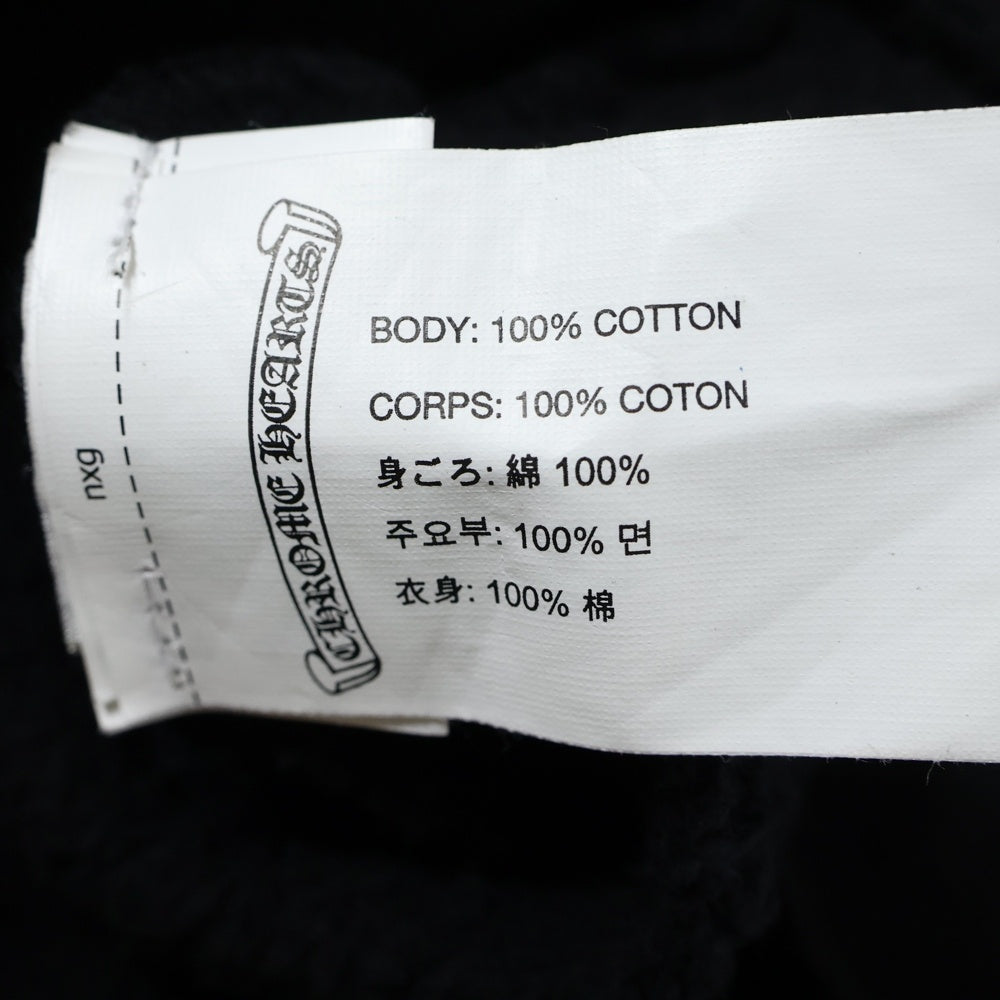 CHROME HEARTS
BODY: 100% COTTON
CORPS: 100% COTON
身ごろ: 綿 100%
주요부: 100% 면
衣身: 100% 棉
nxg